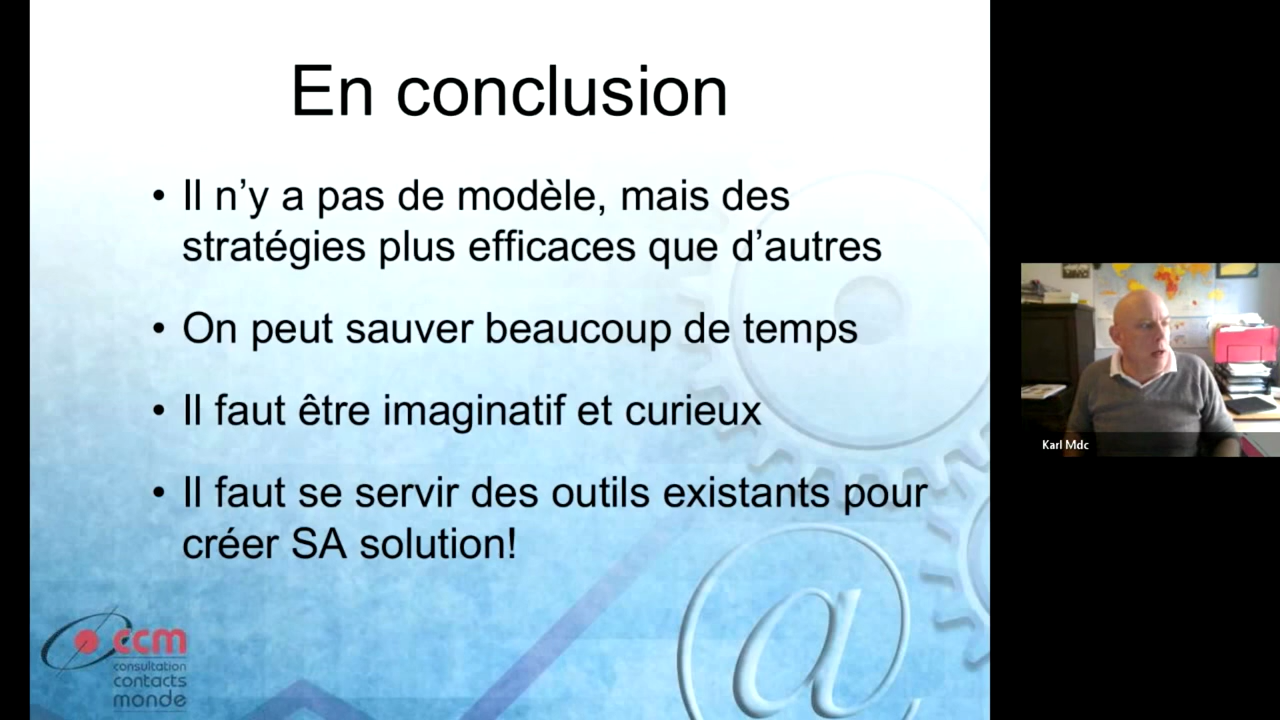 En conclusion
• Il n’y a pas de modèle, mais des
stratégies plus efficaces que d’autres
• On peut sauver beaucoup de temps
• Il faut être imaginatif et curieux
• Il faut se servir des outils existants pour
créer SA solution!
@
ccm
consultation
contacts
monde
Karl Mdc